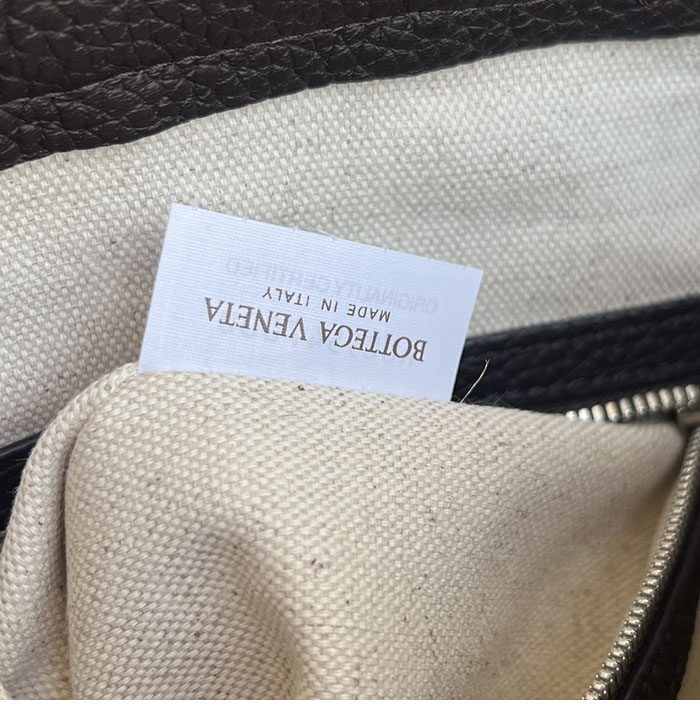 BOTTEGA VENETA
MADE IN ITALY
ORIGINALITY CERTIFIED